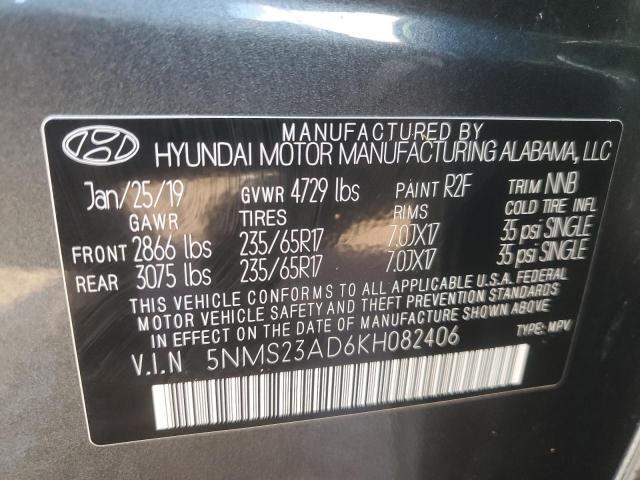 MANUFACTURED BY
HYUNDAI MOTOR MANUFACTURING ALABAMA, LLC
Jan/25/19 GVWR 4729 lbs PAINT R2F TRIM NNB
GAWR TIRES RIMS COLD TIRE INFL
FRONT 2866 lbs 235/65R17 7.0JX17 35 psi SINGLE
REAR 3075 lbs 235/65R17 7.0JX17 35 psi SINGLE
THIS VEHICLE CONFORMS TO ALL APPLICABLE U.S.A. FEDERAL
MOTOR VEHICLE SAFETY AND THEFT PREVENTION STANDARDS
IN EFFECT ON THE DATE OF MANUFACTURE SHOWN ABOVE
V.I.N 5NMS23AD6KH082406 TYPE: MPV